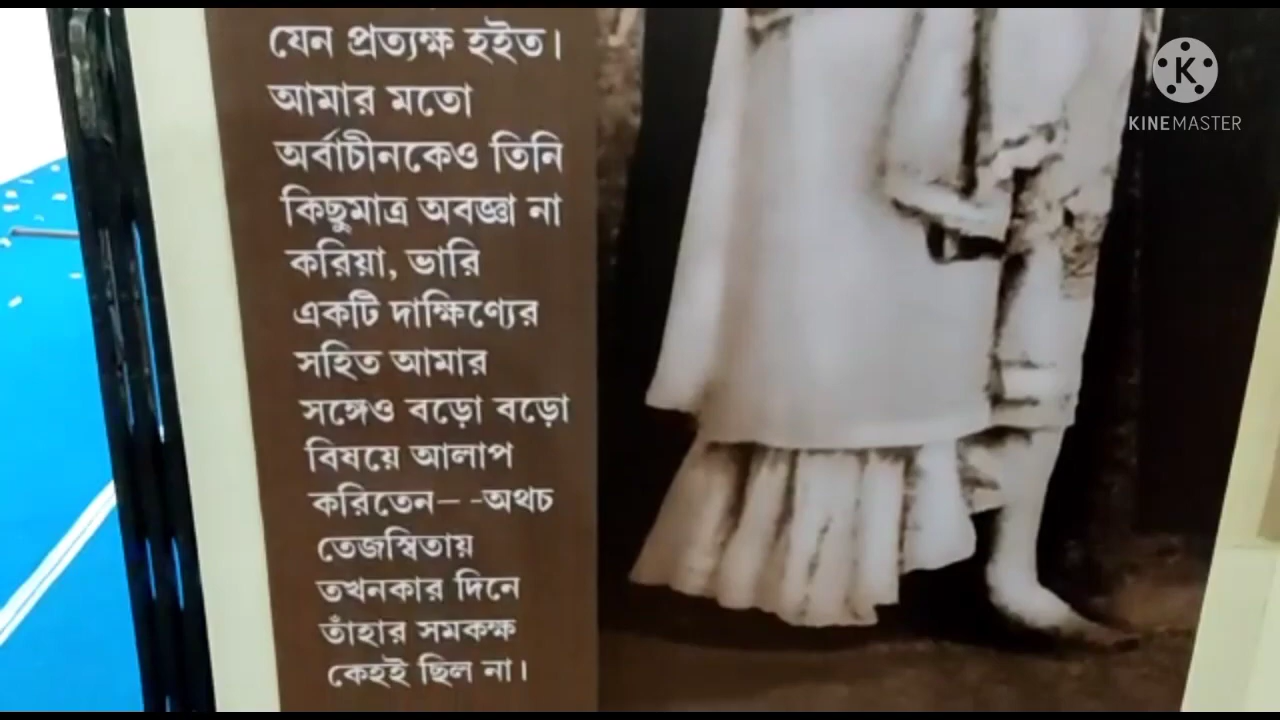 যেন প্রত্যক্ষ হইত।
আমার মতো
অর্বাচীনকেও তিনি
কিছুমাত্র অবজ্ঞা না
করিয়া, ভারি
একটি দাক্ষিণ্যের
সহিত আমার
সঙ্গেও বড়ো বড়ো
বিষয়ে আলাপ
করিতেন– -অথচ
তেজস্বিতায়
তখনকার দিনে
তাঁহার সমকক্ষ
কেহই ছিল না।
K
KINEMASTER